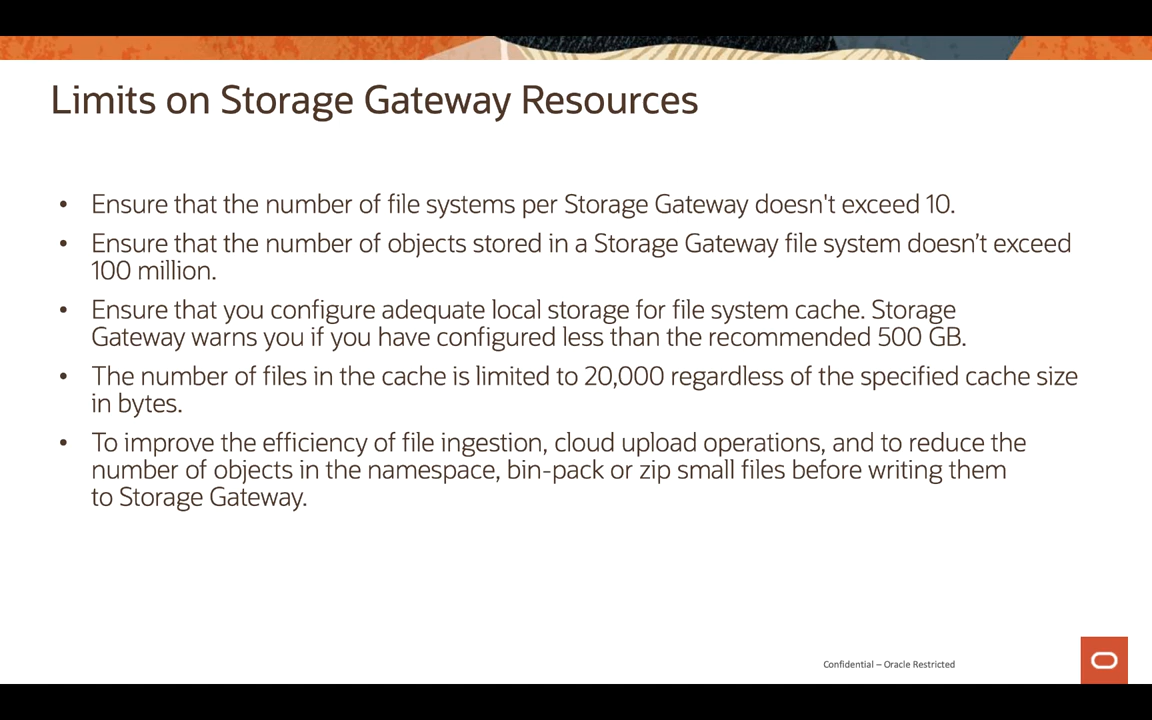 Limits on Storage Gateway Resources
• Ensure that the number of file systems per Storage Gateway doesn't exceed 10.
• Ensure that the number of objects stored in a Storage Gateway file system doesn’t exceed
100 million.
• Ensure that you configure adequate local storage for file system cache. Storage
Gateway warns you if you have configured less than the recommended 500 GB.
• The number of files in the cache is limited to 20,000 regardless of the specified cache size
in bytes.
• To improve the efficiency of file ingestion, cloud upload operations, and to reduce the
number of objects in the namespace, bin-pack or zip small files before writing them
to Storage Gateway.
Confidential – Oracle Restricted